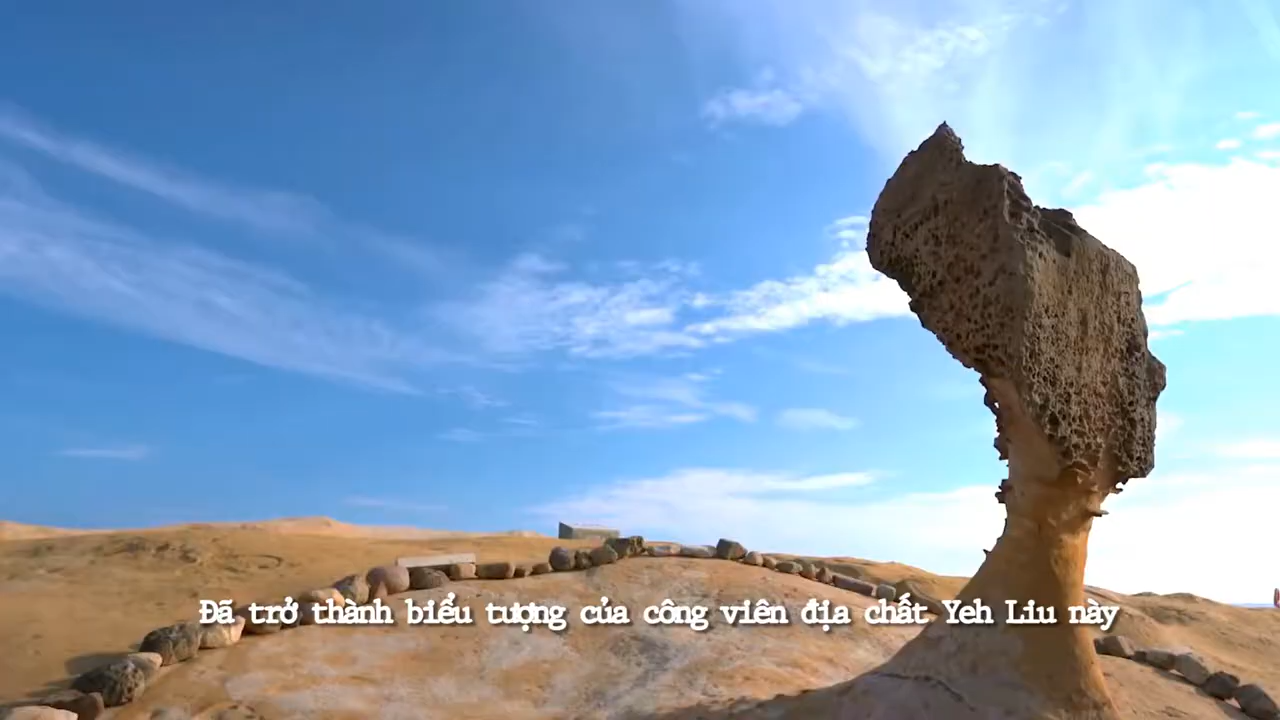 Đã trở thành biểu tượng của công viên địa chất Yeh Liu này